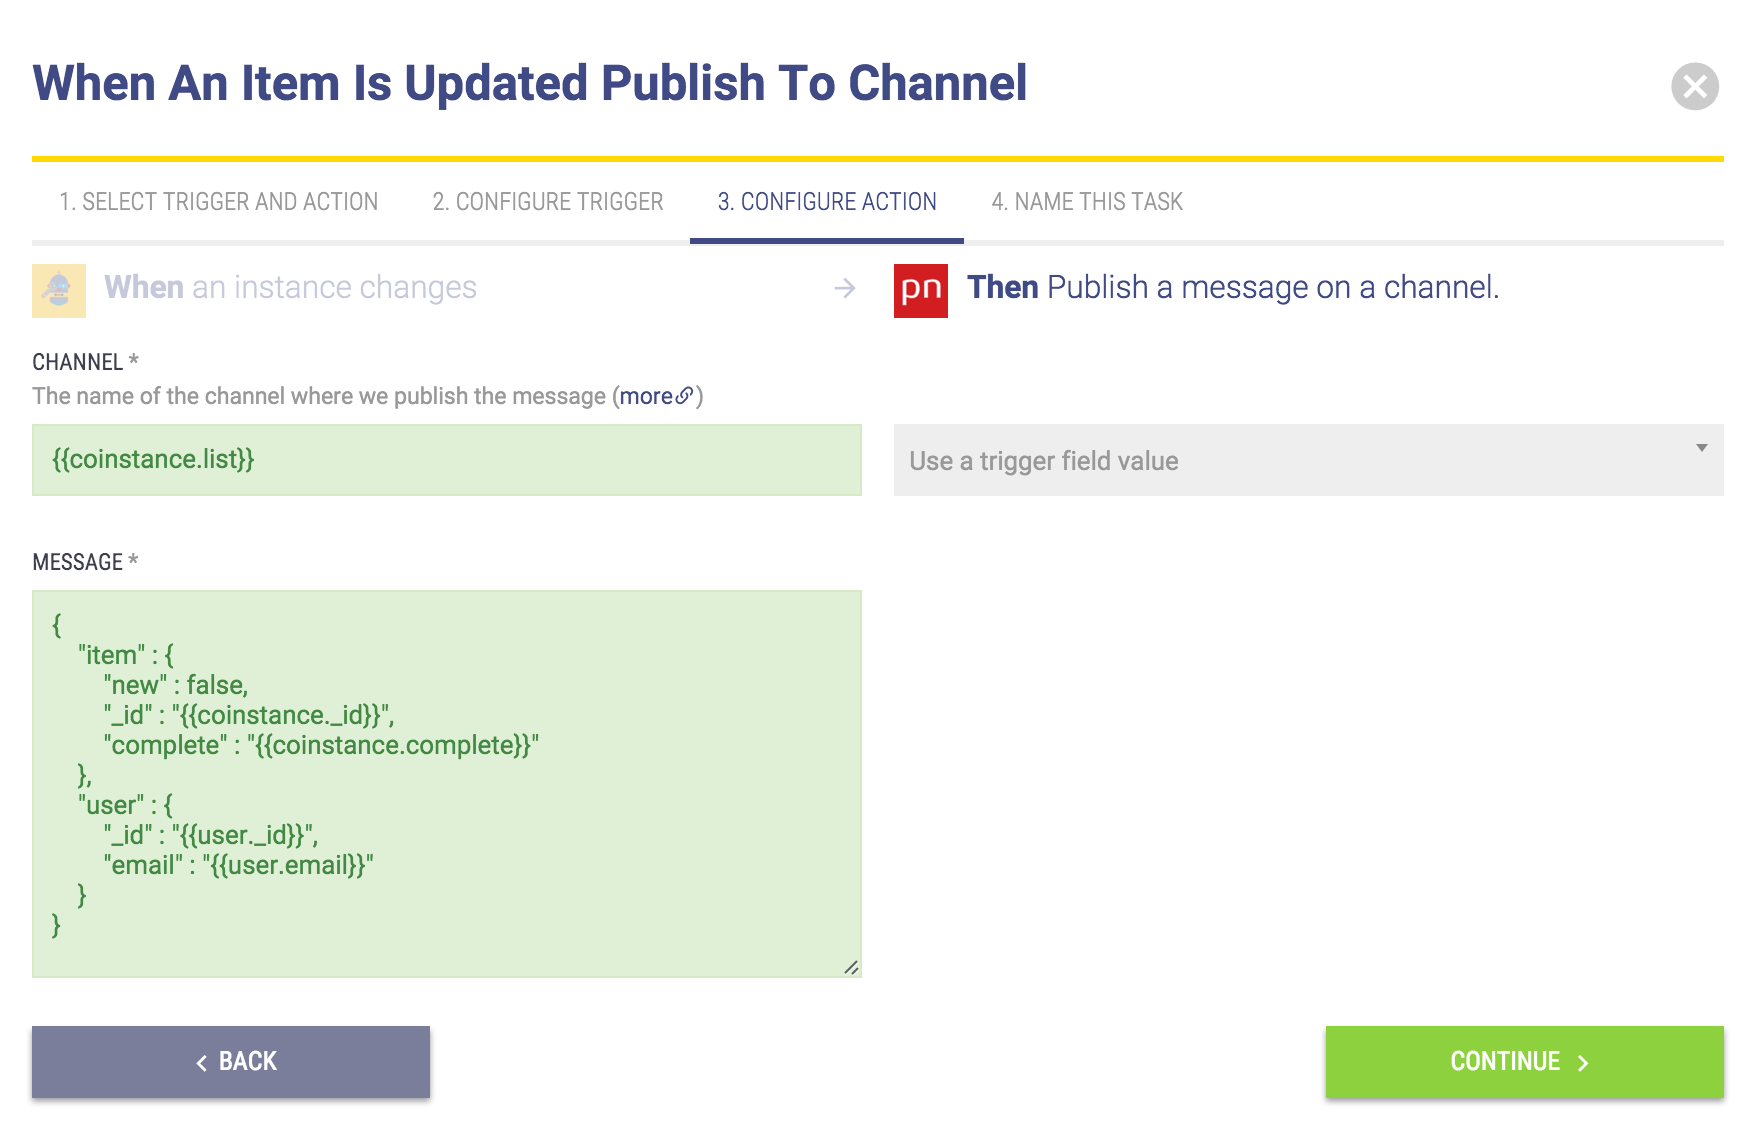 When An Item Is Updated Publish To Channel
1. SELECT TRIGGER AND ACTION
2. CONFIGURE TRIGGER
3. CONFIGURE ACTION
4. NAME THIS TASK
When an instance changes
pn
Then Publish a message on a channel.
CHANNEL *
The name of the channel where we publish the message (more)
{{coinstance.list}}
Use a trigger field value
MESSAGE *
{
"item" : {
"new" : false,
"_id" : "{{coinstance._id}}",
"complete" : "{{coinstance.complete}}"
},
"user" : {
"_id" : "{{user._id}}",
"email" : "{{user.email}}"
}
}
BACK
CONTINUE